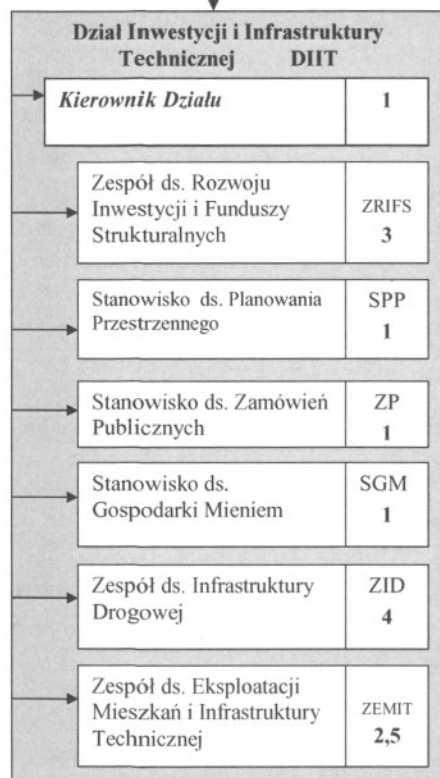 Dział Inwestycji i Infrastruktury
Technicznej DIIT
Kierownik Działu 1
Zespół ds. Rozwoju
Inwestycji i Funduszy
Strukturalnych
ZRIFS
3
Stanowisko ds. Planowania
Przestrzennego
SPP
1
Stanowisko ds. Zamówień
Publicznych
ZP
1
Stanowisko ds.
Gospodarki Mieniem
SGM
1
Zespół ds. Infrastruktury
Drogowej
ZID
4
Zespół ds. Eksploatacji
Mieszkań i Infrastruktury
Technicznej
ZEMIT
2,5